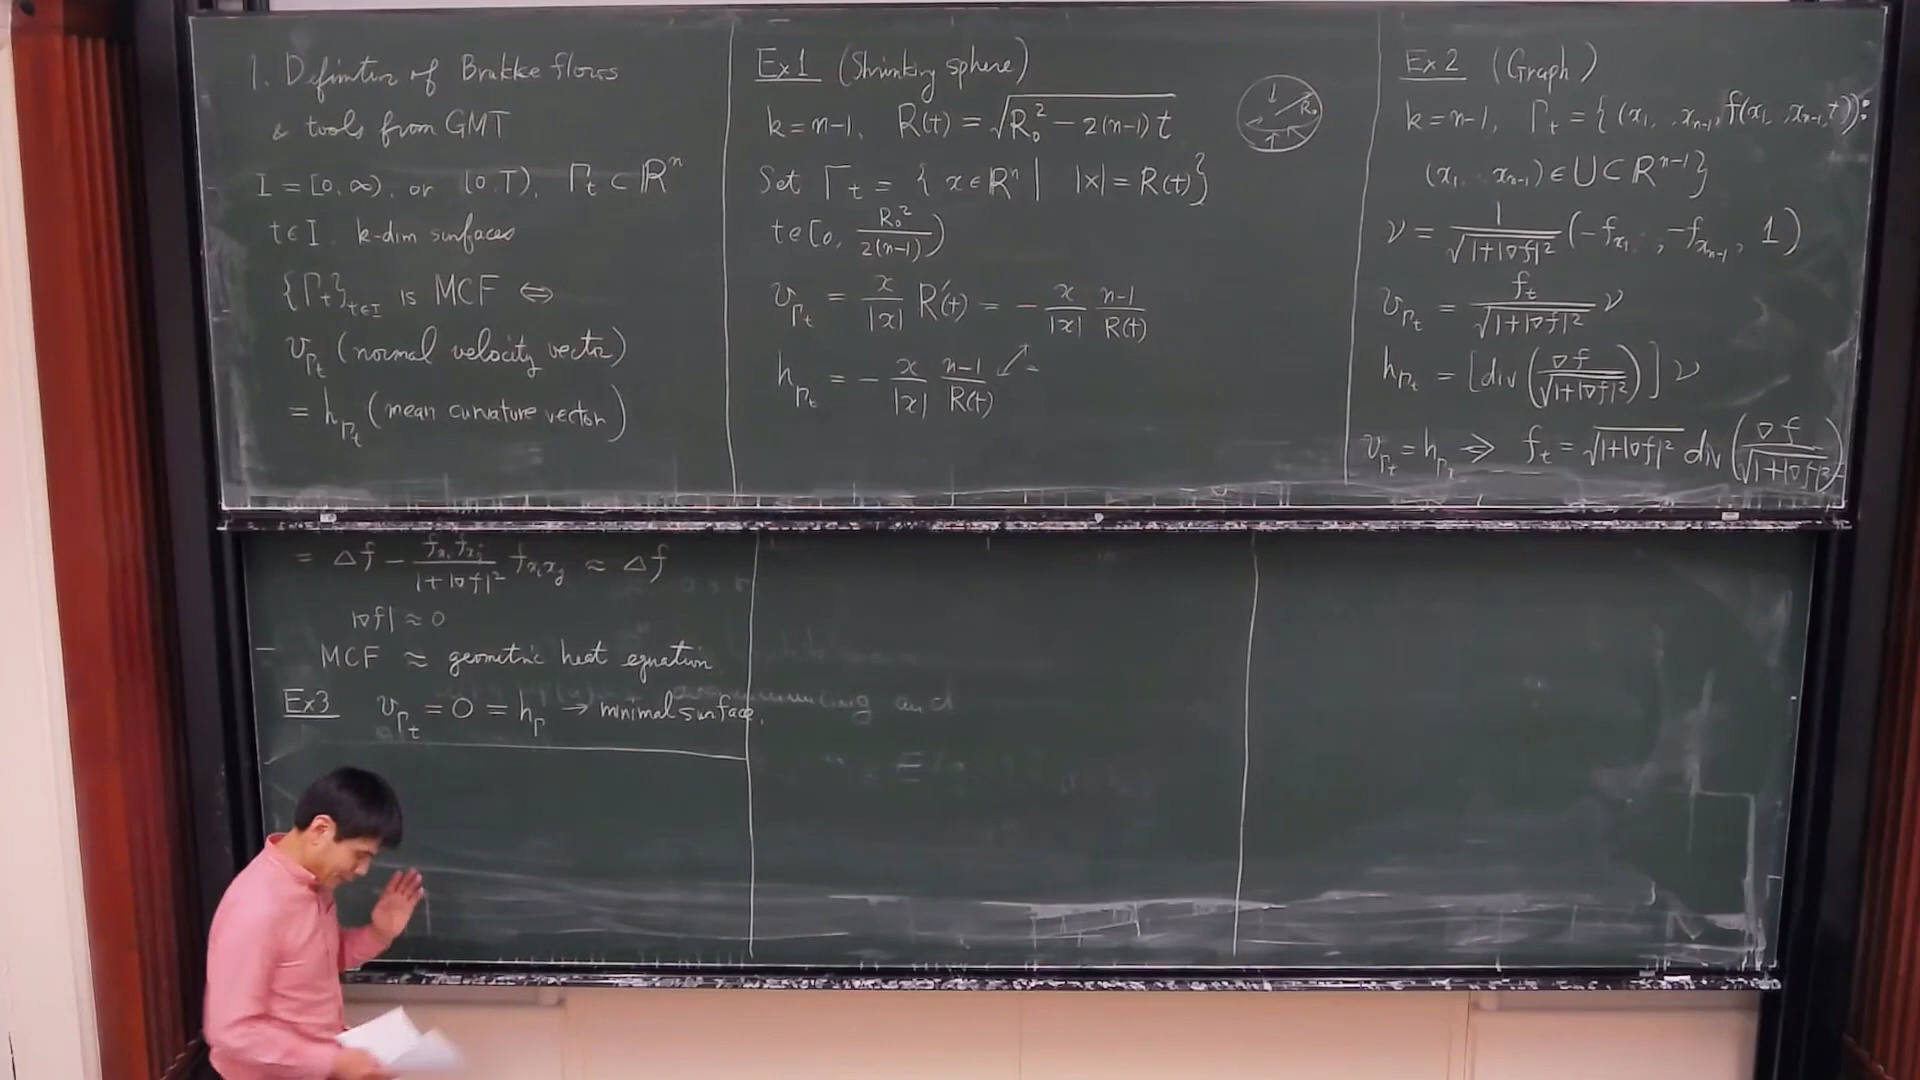 1. Definition of Brakke flows
& tools from GMT
I = [0,∞), or [0,T), Γ_t ⊂ ℝ^n
t∈I k-dim surfaces
{Γ_t}_{t∈I} is MCF ⇔
v_{Γ_t} (normal velocity vector)
= h_{Γ_t} (mean curvature vector)
Ex1 (Shrinking sphere)
k=n-1, R(t) = √(R_0^2 - 2(n-1)t)
R_0
Set Γ_t = { x∈ℝ^n | |x| = R(t)}
t∈[0, R_0^2/(2(n-1)))
v_{Γ_t} = x/|x| R'(t) = - x/|x| (n-1)/R(t)
h_{Γ_t} = - x/|x| (n-1)/R(t) =
Ex2 (Graph)
k=n-1, Γ_t = {(x_1, .., x_{n-1}, f(x_1, .., x_{n-1}, t)):
(x_1 .. x_{n-1}) ∈ U ⊂ ℝ^{n-1}}
ν = 1/√(1+|∇f|^2) (-f_{x_1}, .., -f_{x_{n-1}}, 1)
v_{Γ_t} = f_t/√(1+|∇f|^2) ν
h_{Γ_t} = [div(∇f/√(1+|∇f|^2))] ν
v_{Γ_t} = h_{Γ_t} ⇔ f_t = √(1+|∇f|^2) div(∇f/√(1+|∇f|^2))
= Δf - (f_{x_i} f_{x_j})/(1+|∇f|^2) f_{x_i x_j} ≈ Δf
|∇f| ≈ 0
MCF ≈ geometric heat equation
Ex3 v_{Γ_t} = 0 = h_Γ → minimal surface.